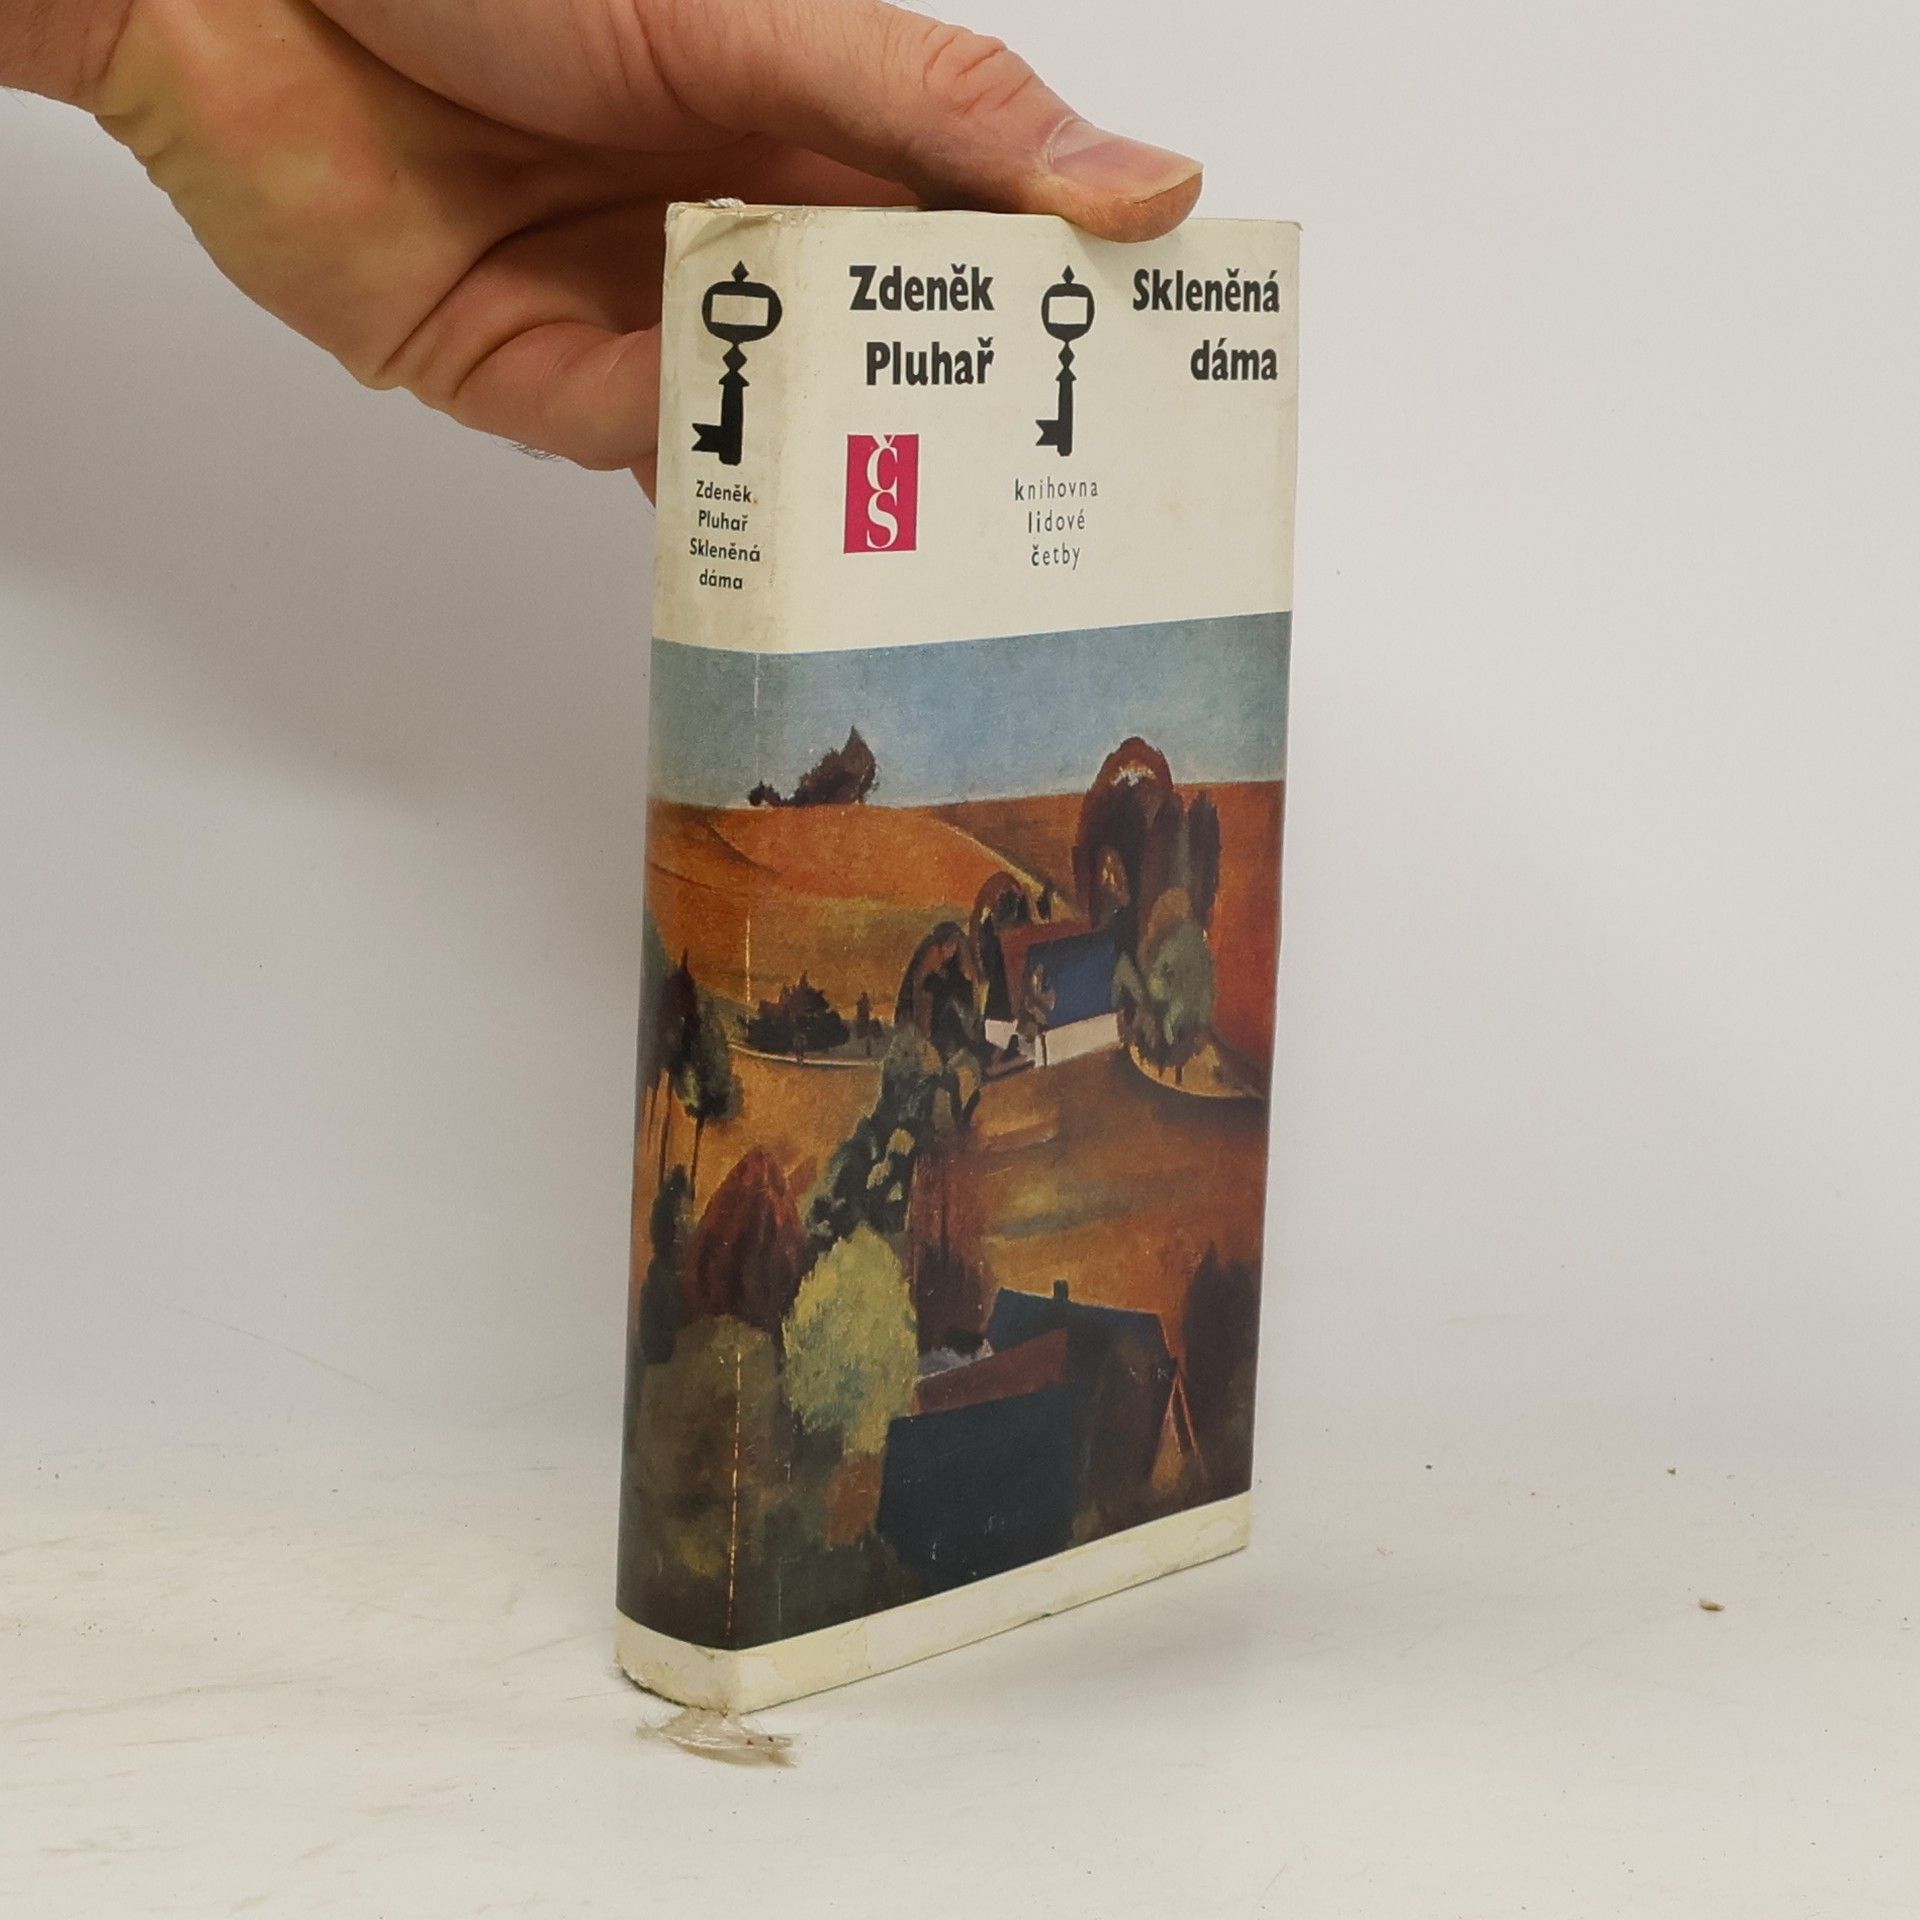 Zdeněk
Pluhař
Skleněná
dáma
ČS
knihovna
lidové
četby
Zdeněk
Pluhař
Skleněná
dáma